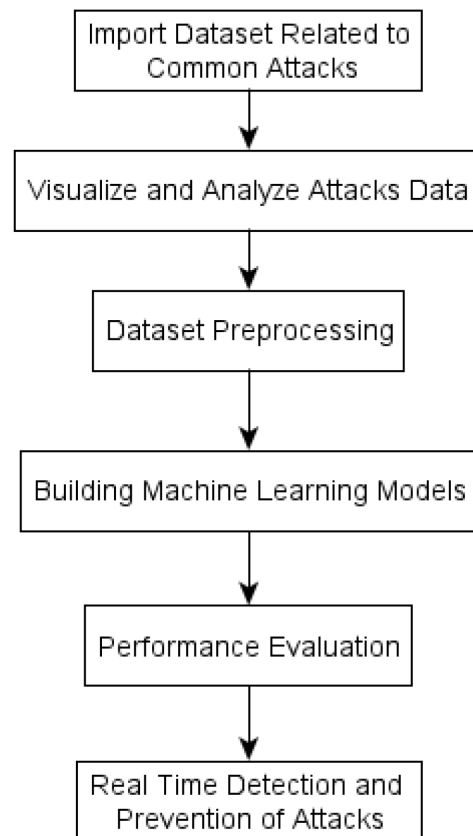 Import Dataset Related to
Common Attacks
Visualize and Analyze Attacks Data
Dataset Preprocessing
Building Machine Learning Models
Performance Evaluation
Real Time Detection and
Prevention of Attacks